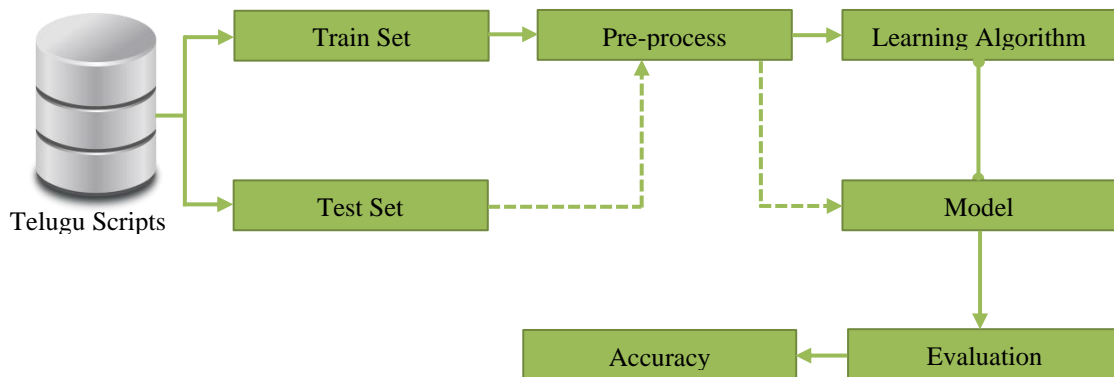 Train Set
Pre-process
Learning Algorithm
Telugu Scripts
Test Set
Model
Accuracy
Evaluation